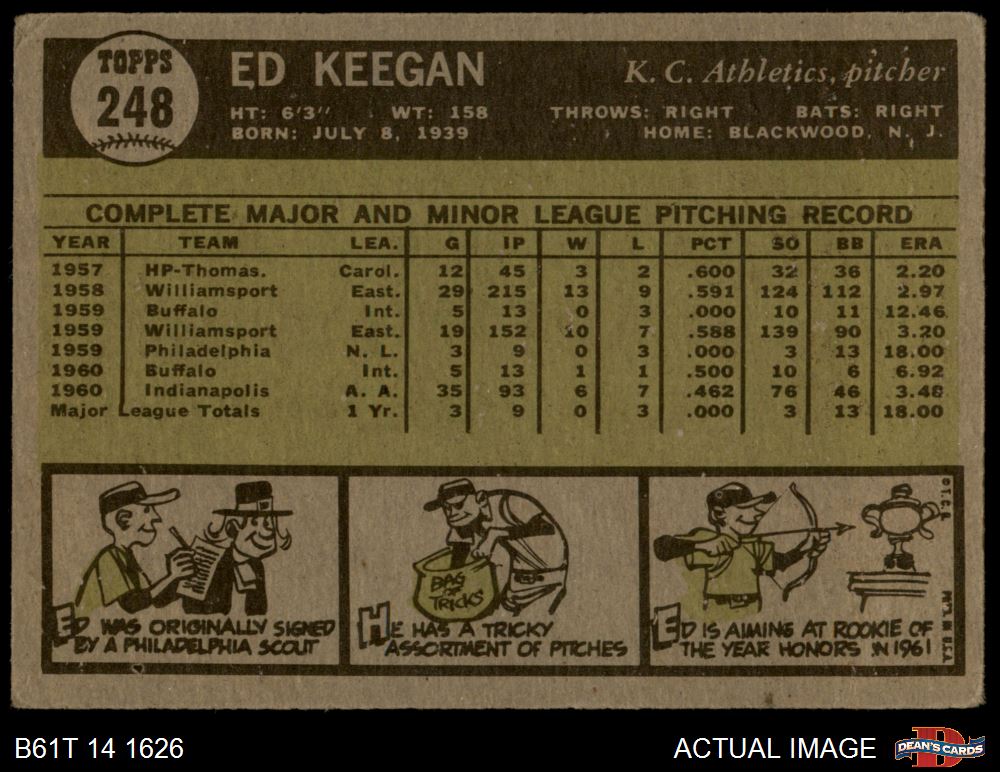 TOPPS
248
ED KEEGAN
K. C. Athletics, pitcher
HT: 6'3" WT: 158 THROWS: RIGHT BATS: RIGHT
BORN: JULY 8, 1939 HOME: BLACKWOOD, N. J.
COMPLETE MAJOR AND MINOR LEAGUE PITCHING RECORD
YEAR TEAM LEA. G IP W L PCT SO BB ERA
1957 HP-Thomas. Carol. 12 45 3 2 .600 32 36 2.20
1958 Williamsport East. 29 215 13 9 .591 124 112 2.97
1959 Buffalo Int. 5 13 0 3 .000 10 11 12.46
1959 Williamsport East. 19 152 10 7 .588 139 90 3.20
1959 Philadelphia N. L. 3 9 0 3 .000 3 13 18.00
1960 Buffalo Int. 5 13 1 1 .500 10 6 6.92
1960 Indianapolis A. A. 35 93 6 7 .462 76 46 3.48
Major League Totals 1 Yr. 3 9 0 3 .000 3 13 18.00
ED WAS ORIGINALLY SIGNED
BY A PHILADELPHIA SCOUT
BAG
OF
TRICKS
HE HAS A TRICKY
ASSORTMENT OF PITCHES
ED IS AIMING AT ROOKIE OF
THE YEAR HONORS IN 1961
© T.C.G.
PT'D. IN U.S.A.
B61T 14 1626
ACTUAL IMAGE
D
DEAN'S CARDS